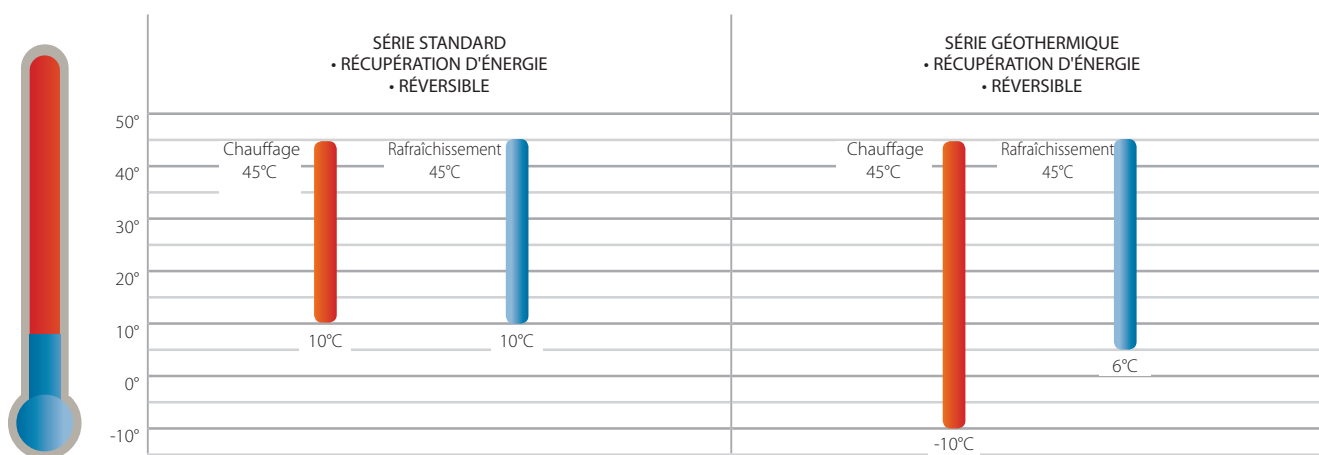 SÉRIE STANDARD
• RÉCUPÉRATION D'ÉNERGIE
• RÉVERSIBLE
SÉRIE GÉOTHERMIQUE
• RÉCUPÉRATION D'ÉNERGIE
• RÉVERSIBLE
50°
40°
30°
20°
10°
0°
-10°
Chauffage
45°C
10°C
Rafraîchissement
45°C
10°C
Chauffage
45°C
-10°C
Rafraîchissement
45°C
6°C